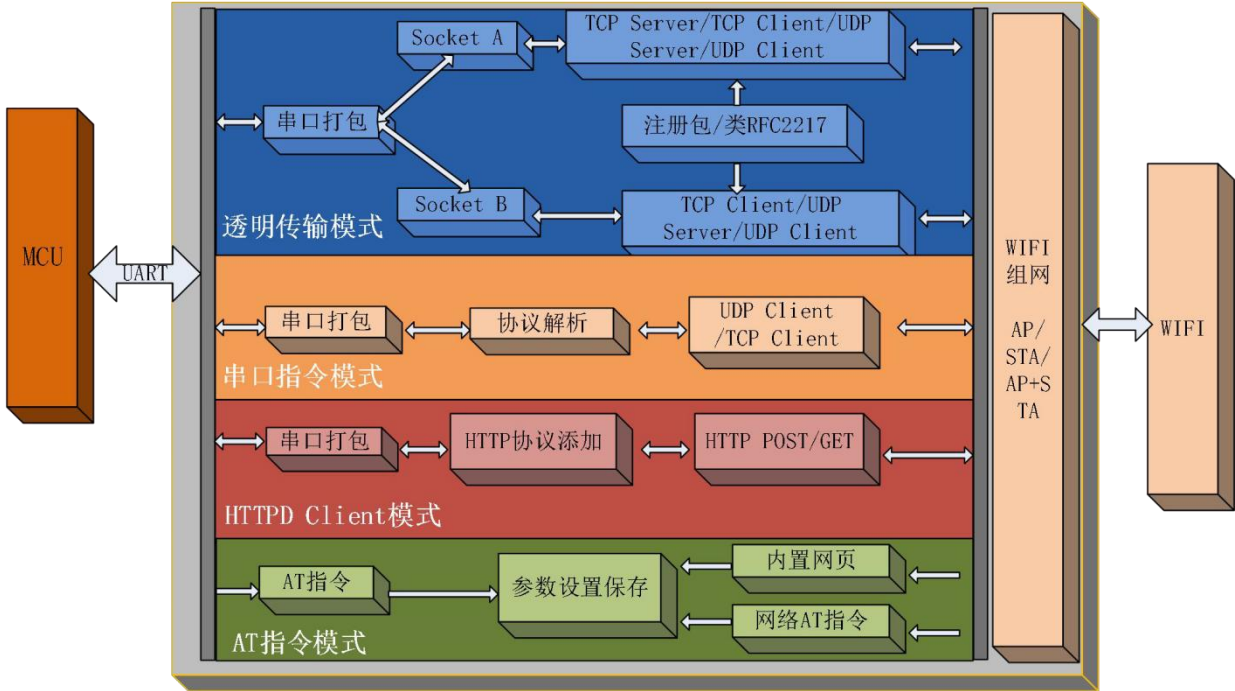 MCU
UART
Socket A
TCP Server/TCP Client/UDP
Server/UDP Client
串口打包
注册包/类RFC2217
Socket B
TCP Client/UDP
Server/UDP Client
透明传输模式
串口打包
协议解析
UDP Client
/TCP Client
串口指令模式
串口打包
HTTP协议添加
HTTP POST/GET
HTTPD Client模式
AT指令
参数设置保存
内置网页
网络AT指令
AT指令模式
WIFI
组网
AP/
STA/
AP+S
TA
WIFI